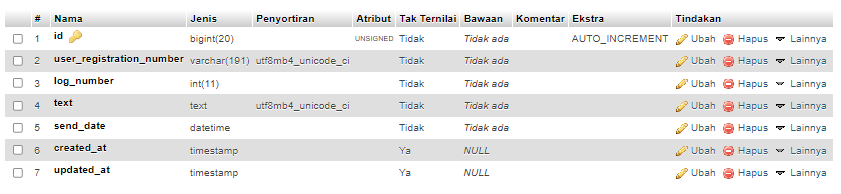 # Nama Jenis Penyortiran Atribut Tak Ternilai Bawaan Komentar Ekstra Tindakan
1 id bigint(20) UNSIGNED Tidak Tidak ada AUTO_INCREMENT Ubah Hapus Lainnya
2 user_registration_number varchar(191) utf8mb4_unicode_ci Tidak Tidak ada Ubah Hapus Lainnya
3 log_number int(11) Tidak Tidak ada Ubah Hapus Lainnya
4 text text utf8mb4_unicode_ci Tidak Tidak ada Ubah Hapus Lainnya
5 send_date datetime Tidak Tidak ada Ubah Hapus Lainnya
6 created_at timestamp Ya NULL Ubah Hapus Lainnya
7 updated_at timestamp Ya NULL Ubah Hapus Lainnya